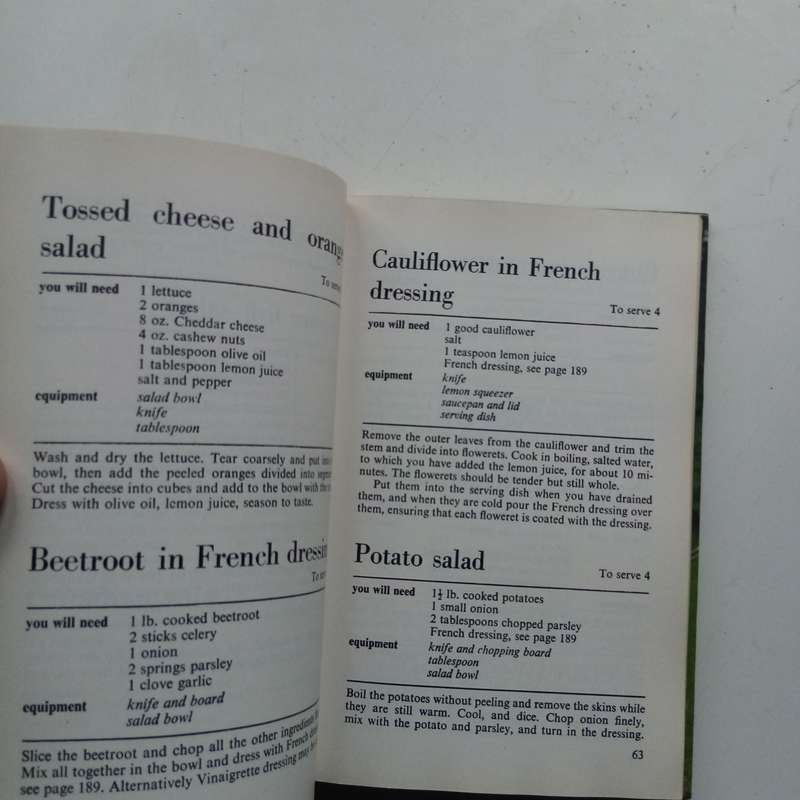 Tossed cheese and orange
salad
To serve
you will need 1 lettuce
2 oranges
8 oz. Cheddar cheese
4 oz. cashew nuts
1 tablespoon olive oil
1 tablespoon lemon juice
salt and pepper
equipment salad bowl
knife
tablespoon
Wash and dry the lettuce. Tear coarsely and put
bowl, then add the peeled oranges divided into
Cut the cheese into cubes and add to the bowl with the
Dress with olive oil, lemon juice, season to taste.
Beetroot in French dressing
To
you will need 1 lb. cooked beetroot
2 sticks celery
1 onion
2 springs parsley
1 clove garlic
equipment knife and board
salad bowl
Slice the beetroot and chop all the other ingredients
Mix all together in the bowl and dress with French
see page 189. Alternatively Vinaigrette dressing may
Cauliflower in French
dressing
To serve 4
you will need 1 good cauliflower
salt
1 teaspoon lemon juice
French dressing, see page 189
equipment knife
lemon squeezer
saucepan and lid
serving dish
Remove the outer leaves from the cauliflower and trim the
stem and divide into flowerets. Cook in boiling, salted water,
to which you have added the lemon juice, for about 10 mi-
nutes. The flowerets should be tender but still whole.
Put them into the serving dish when you have drained
them, and when they are cold pour the French dressing over
them, ensuring that each floweret is coated with the dressing.
Potato salad
To serve 4
you will need 1½ lb. cooked potatoes
1 small onion
2 tablespoons chopped parsley
French dressing, see page 189
equipment knife and chopping board
tablespoon
salad bowl
Boil the potatoes without peeling and remove the skins while
they are still warm. Cool, and dice. Chop onion finely,
mix with the potato and parsley, and turn in the dressing.
63